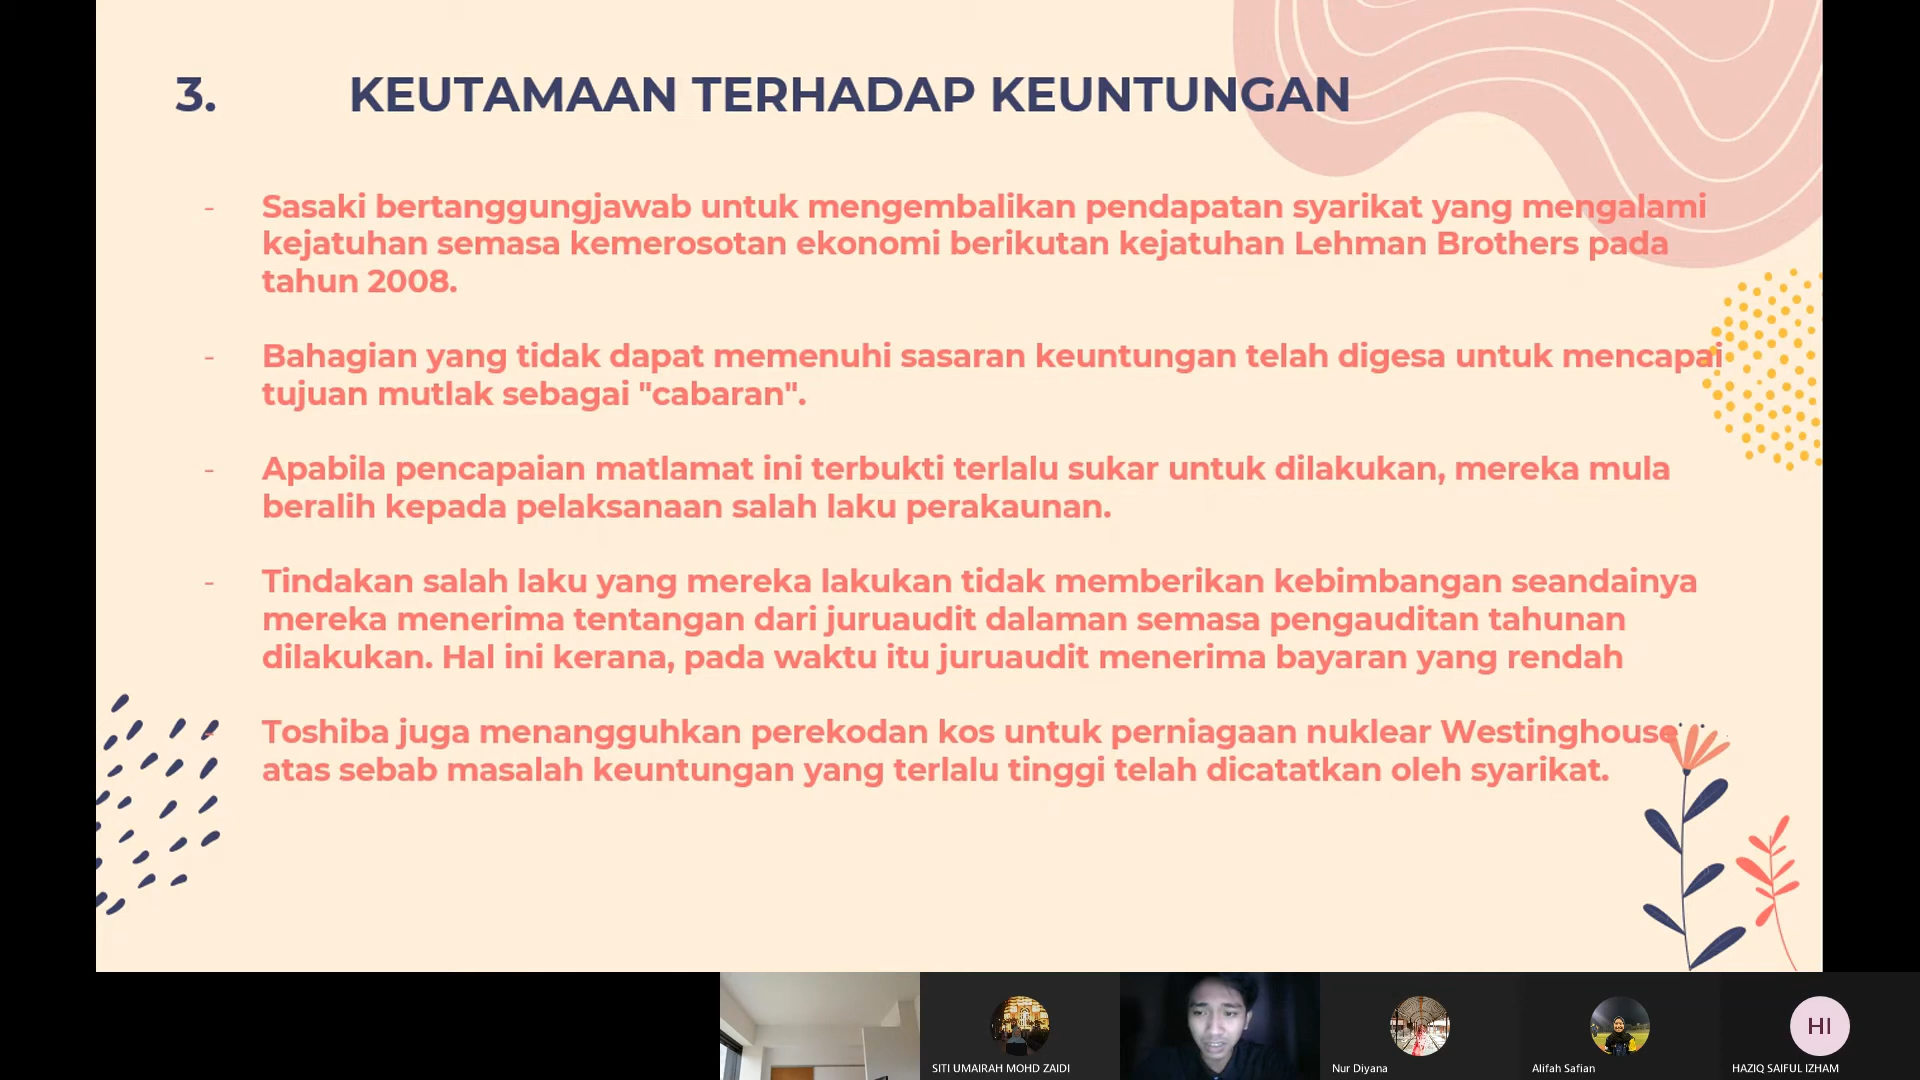 3. KEUTAMAAN TERHADAP KEUNTUNGAN
- Sasaki bertanggungjawab untuk mengembalikan pendapatan syarikat yang mengalami
kejatuhan semasa kemerosotan ekonomi berikutan kejatuhan Lehman Brothers pada
tahun 2008.
- Bahagian yang tidak dapat memenuhi sasaran keuntungan telah digesa untuk mencapai
tujuan mutlak sebagai "cabaran".
- Apabila pencapaian matlamat ini terbukti terlalu sukar untuk dilakukan, mereka mula
beralih kepada pelaksanaan salah laku perakaunan.
- Tindakan salah laku yang mereka lakukan tidak memberikan kebimbangan seandainya
mereka menerima tentangan dari juruaudit dalaman semasa pengauditan tahunan
dilakukan. Hal ini kerana, pada waktu itu juruaudit menerima bayaran yang rendah
- Toshiba juga menangguhkan perekodan kos untuk perniagaan nuklear Westinghouse
atas sebab masalah keuntungan yang terlalu tinggi telah dicatatkan oleh syarikat.
HI
SITI UMAIRAH MOHD ZAIDI
Nur Diyana
Alifah Safian
HAZIQ SAIFUL IZHAM